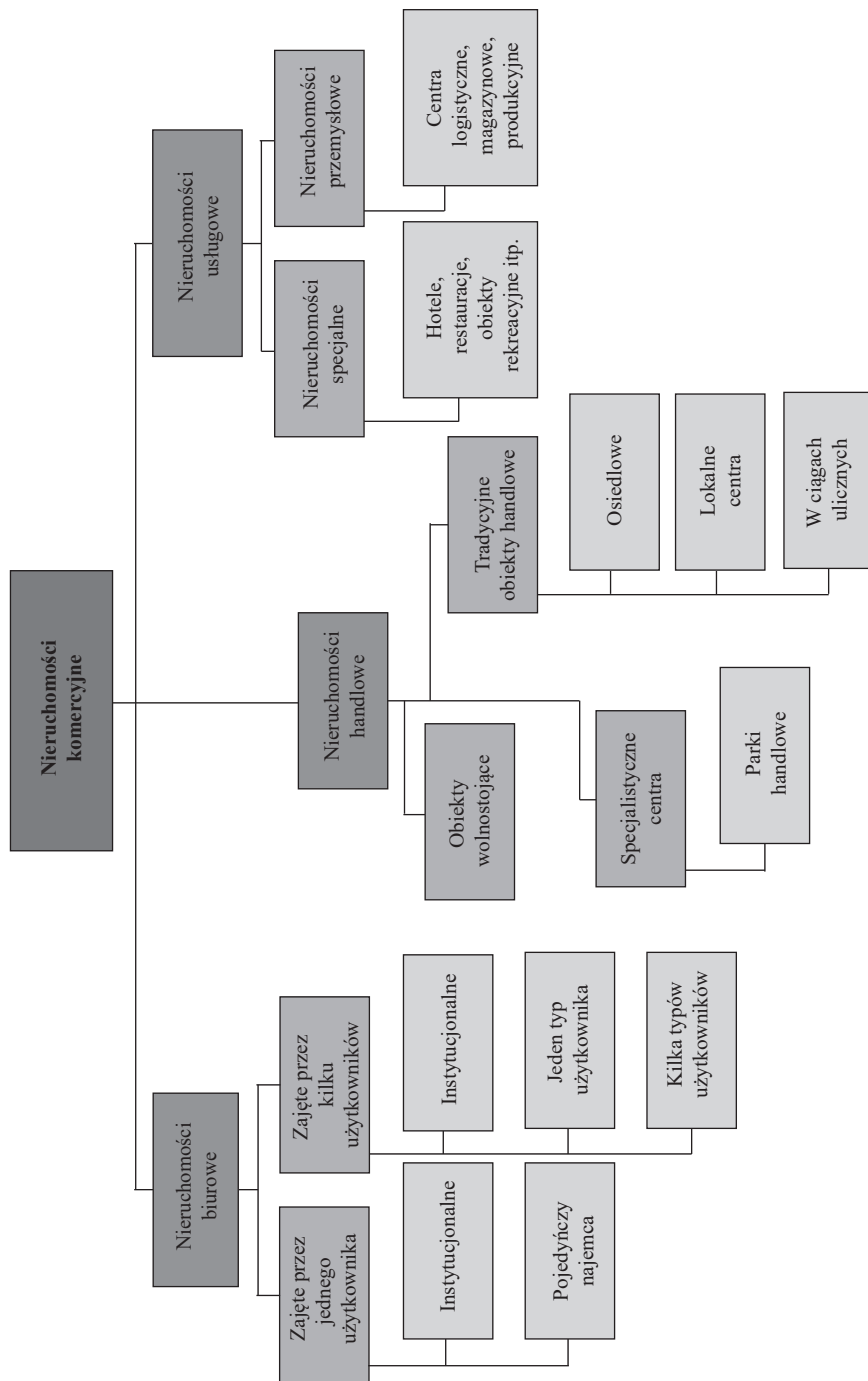 Nieruchomości
komercyjne
Nieruchomości
biurowe
Zajęte przez
jednego
użytkownika
Instytucjonalne
Pojedyńczy
najemca
Zajęte przez
kilku
użytkowników
Instytucjonalne
Jeden typ
użytkownika
Kilka typów
użytkowników
Nieruchomości
handlowe
Obiekty
wolnostojące
Specjalistyczne
centra
Parki
handlowe
Tradycyjne
obiekty handlowe
Osiedlowe
Lokalne
centra
W ciągach
ulicznych
Nieruchomości
usługowe
Nieruchomości
specjalne
Hotele,
restauracje,
obiekty
rekreacyjne itp.
Nieruchomości
przemysłowe
Centra
logistyczne,
magazynowe,
produkcyjne